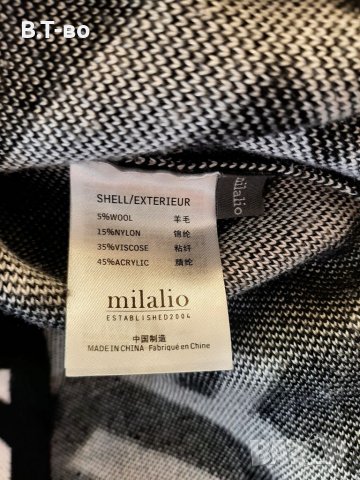 В.Т-во
SHELL/EXTERIEUR
5%WOOL 羊毛
15%NYLON 锦纶
35%VISCOSE 粘纤
45%ACRYLIC 腈纶
milalio
ESTABLISHED2004
中国制造
MADE IN CHINA Fabriqué en Chine
milalio